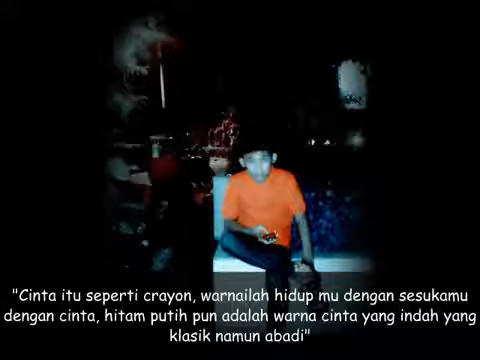 "Cinta itu seperti crayon, warnailah hidup mu dengan sesukamu
dengan cinta, hitam putih pun adalah warna cinta yang indah yang
klasik namun abadi"